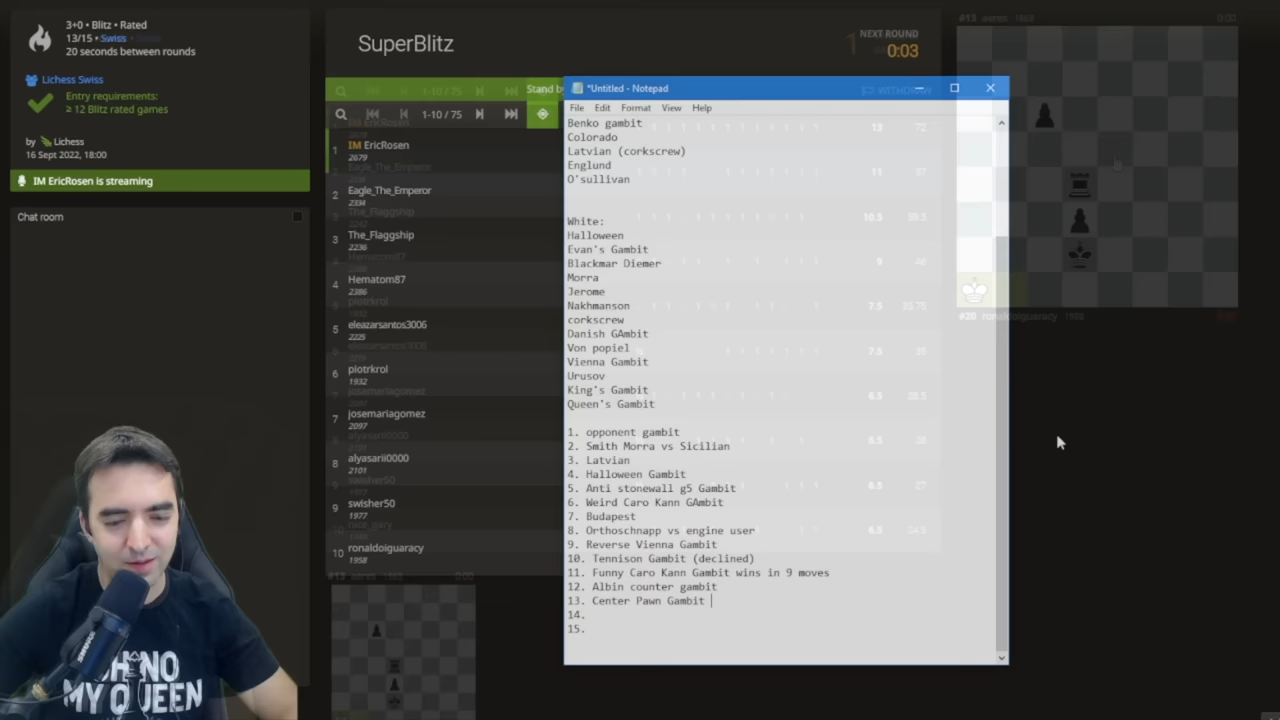 3+0 • Blitz • Rated
13/15 • Swiss
20 seconds between rounds
Lichess Swiss
Entry requirements:
≥ 12 Blitz rated games
by Lichess
16 Sept 2022, 18:00
IM EricRosen is streaming
Chat room
SuperBlitz
NEXT ROUND
0:03
1-10 / 75
Stand by
1-10 / 75
WITHDRAW
1 IM EricRosen
2679
2 Eagle_The_Emperor
2334
3 The_Flaggship
2236
4 Hematom87
2386
5 eleazarsantos3006
2225
6 piotrkrol
1932
7 josemariagomez
2097
8 alyasarii0000
2101
9 swisher50
1977
10 ronaldoiguaracy
1958
*Untitled - Notepad
File Edit Format View Help
Benko gambit
Colorado
Latvian (corkscrew)
Englund
O'sullivan
White:
Halloween
Evan's Gambit
Blackmar Diemer
Morra
Jerome
Nakhmanson
corkscrew
Danish GAmbit
Von popiel
Vienna Gambit
Urusov
King's Gambit
Queen's Gambit
1. opponent gambit
2. Smith Morra vs Sicilian
3. Latvian
4. Halloween Gambit
5. Anti stonewall g5 Gambit
6. Weird Caro Kann GAmbit
7. Budapest
8. Orthoschnapp vs engine user
9. Reverse Vienna Gambit
10. Tennison Gambit (declined)
11. Funny Caro Kann Gambit wins in 9 moves
12. Albin counter gambit
13. Center Pawn Gambit
14.
15.
#20 ronaldoiguaracy
OH NO
MY QUEEN